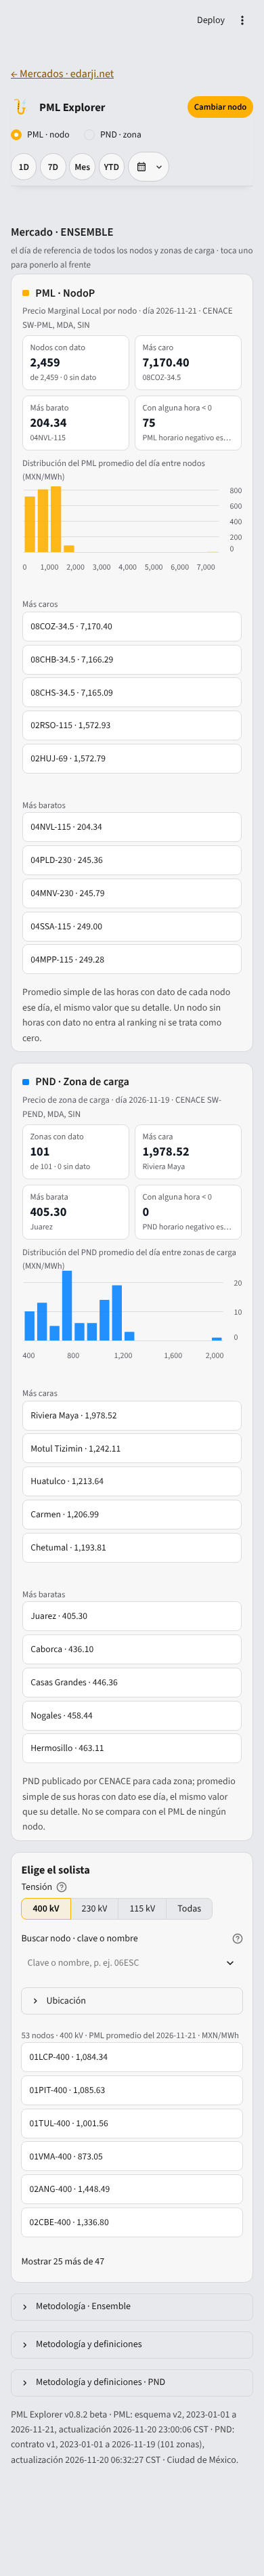 Deploy
← Mercados · edarji.net
PML Explorer
Cambiar nodo
PML · nodo
PND · zona
1D
7D
Mes
YTD
Mercado · ENSEMBLE
el día de referencia de todos los nodos y zonas de carga · toca uno
para ponerlo al frente
PML · NodoP
Precio Marginal Local por nodo · día 2026-11-21 · CENACE
SW-PML, MDA, SIN
Nodos con dato
2,459
de 2,459 · 0 sin dato
Más caro
7,170.40
08COZ-34.5
Más barato
204.34
04NVL-115
Con alguna hora < 0
75
PML horario negativo es…
Distribución del PML promedio del día entre nodos
(MXN/MWh)
800
600
400
200
0
0
1,000
2,000
3,000
4,000
5,000
6,000
7,000
Más caros
08COZ-34.5 · 7,170.40
08CHB-34.5 · 7,166.29
08CHS-34.5 · 7,165.09
02RSO-115 · 1,572.93
02HUJ-69 · 1,572.79
Más baratos
04NVL-115 · 204.34
04PLD-230 · 245.36
04MNV-230 · 245.79
04SSA-115 · 249.00
04MPP-115 · 249.28
Promedio simple de las horas con dato de cada nodo
ese día, el mismo valor que su detalle. Un nodo sin
horas con dato no entra al ranking ni se trata como
cero.
PND · Zona de carga
Precio de zona de carga · día 2026-11-19 · CENACE SW-
PEND, MDA, SIN
Zonas con dato
101
de 101 · 0 sin dato
Más cara
1,978.52
Riviera Maya
Más barata
405.30
Juarez
Con alguna hora < 0
0
PND horario negativo es…
Distribución del PND promedio del día entre zonas de carga
(MXN/MWh)
20
10
0
400
800
1,200
1,600
2,000
Más caras
Riviera Maya · 1,978.52
Motul Tizimin · 1,242.11
Huatulco · 1,213.64
Carmen · 1,206.99
Chetumal · 1,193.81
Más baratas
Juarez · 405.30
Caborca · 436.10
Casas Grandes · 446.36
Nogales · 458.44
Hermosillo · 463.11
PND publicado por CENACE para cada zona; promedio
simple de sus horas con dato ese día, el mismo valor
que su detalle. No se compara con el PML de ningún
nodo.
Elige el solista
Tensión
400 kV
230 kV
115 kV
Todas
Buscar nodo · clave o nombre
Clave o nombre, p. ej. 06ESC
Ubicación
53 nodos · 400 kV · PML promedio del 2026-11-21 · MXN/MWh
01LCP-400 · 1,084.34
01PIT-400 · 1,085.63
01TUL-400 · 1,001.56
01VMA-400 · 873.05
02ANG-400 · 1,448.49
02CBE-400 · 1,336.80
Mostrar 25 más de 47
Metodología · Ensemble
Metodología y definiciones
Metodología y definiciones · PND
PML Explorer v0.8.2 beta · PML: esquema v2, 2023-01-01 a
2026-11-21, actualización 2026-11-20 23:00:06 CST · PND:
contrato v1, 2023-01-01 a 2026-11-19 (101 zonas),
actualización 2026-11-20 06:32:27 CST · Ciudad de México.